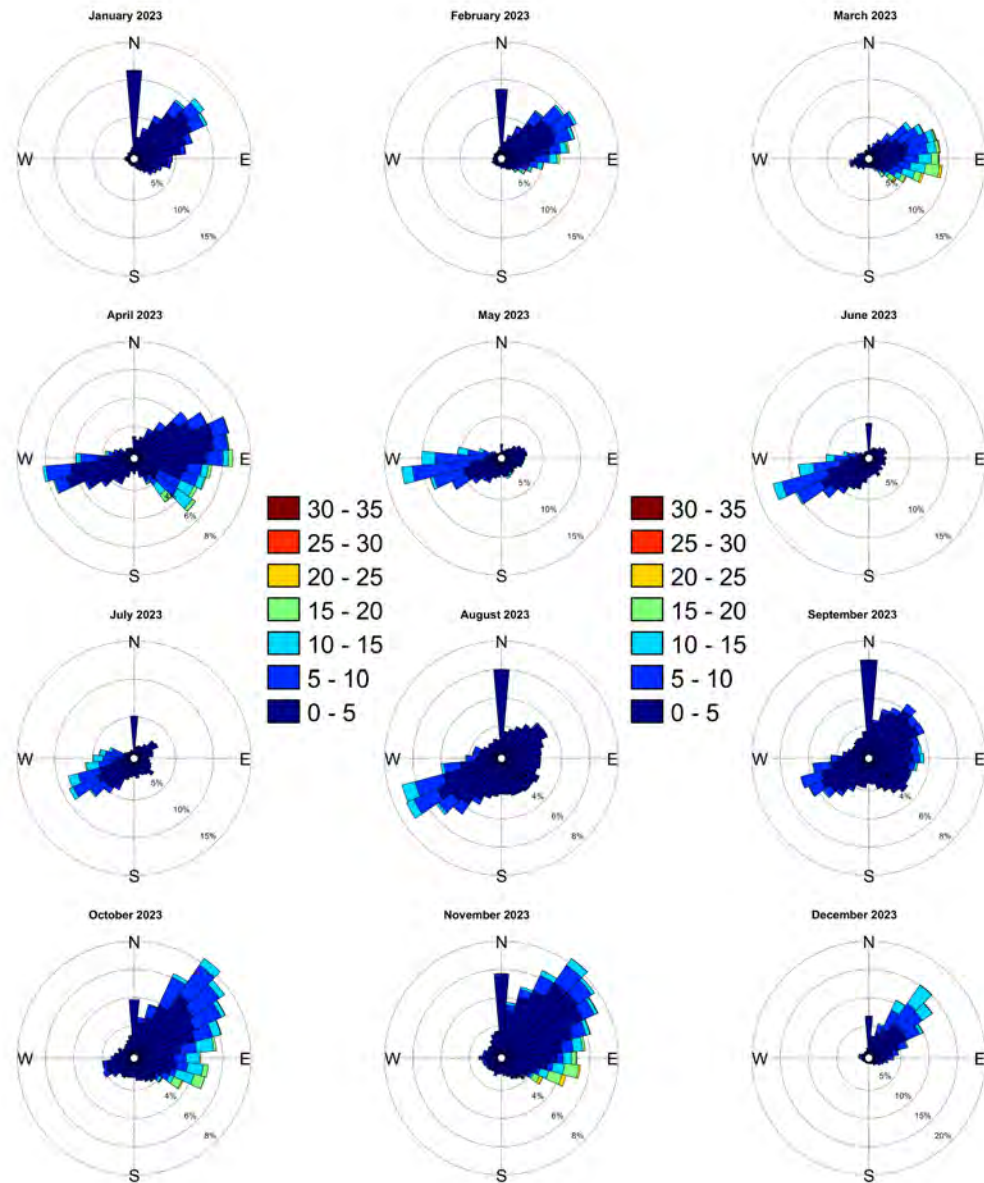 January 2023
February 2023
March 2023
N
N
N
W
E
W
E
W
E
5%
5%
5%
10%
10%
10%
15%
15%
15%
S
S
S
April 2023
May 2023
June 2023
N
N
N
W
E
W
E
W
E
5%
5%
6%
10%
10%
8%
15%
15%
S
S
S
30 - 35
25 - 30
20 - 25
15 - 20
10 - 15
5 - 10
0 - 5
30 - 35
25 - 30
20 - 25
15 - 20
10 - 15
5 - 10
0 - 5
July 2023
August 2023
September 2023
N
N
N
W
E
W
E
W
E
5%
4%
4%
10%
6%
6%
15%
8%
8%
S
S
S
October 2023
November 2023
December 2023
N
N
N
W
E
W
E
W
E
4%
4%
5%
6%
6%
10%
8%
8%
15%
20%
S
S
S